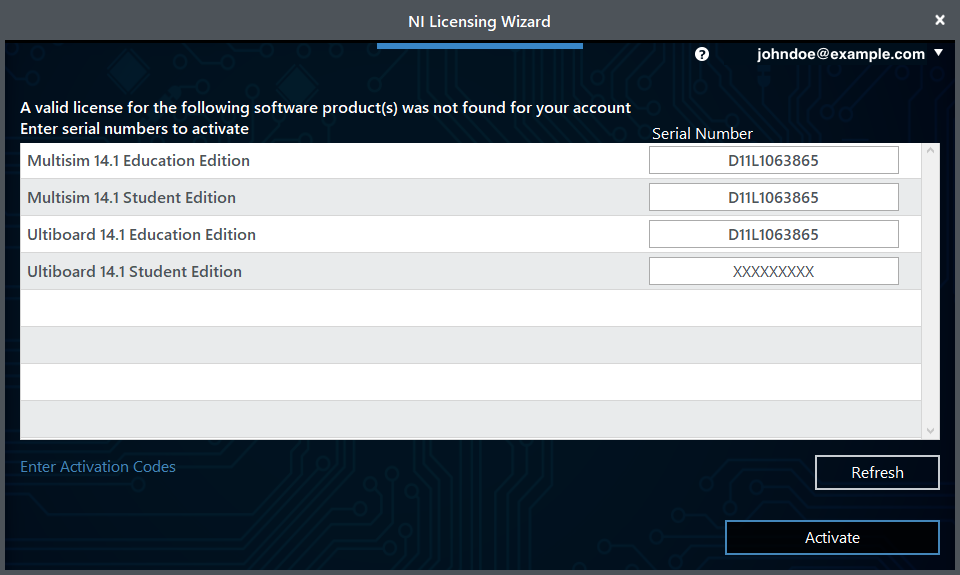 NI Licensing Wizard
johndoe@example.com
A valid license for the following software product(s) was not found for your account
Enter serial numbers to activate
Serial Number
Multisim 14.1 Education Edition D11L1063865
Multisim 14.1 Student Edition D11L1063865
Ultiboard 14.1 Education Edition D11L1063865
Ultiboard 14.1 Student Edition XXXXXXXXX
Enter Activation Codes
Refresh
Activate